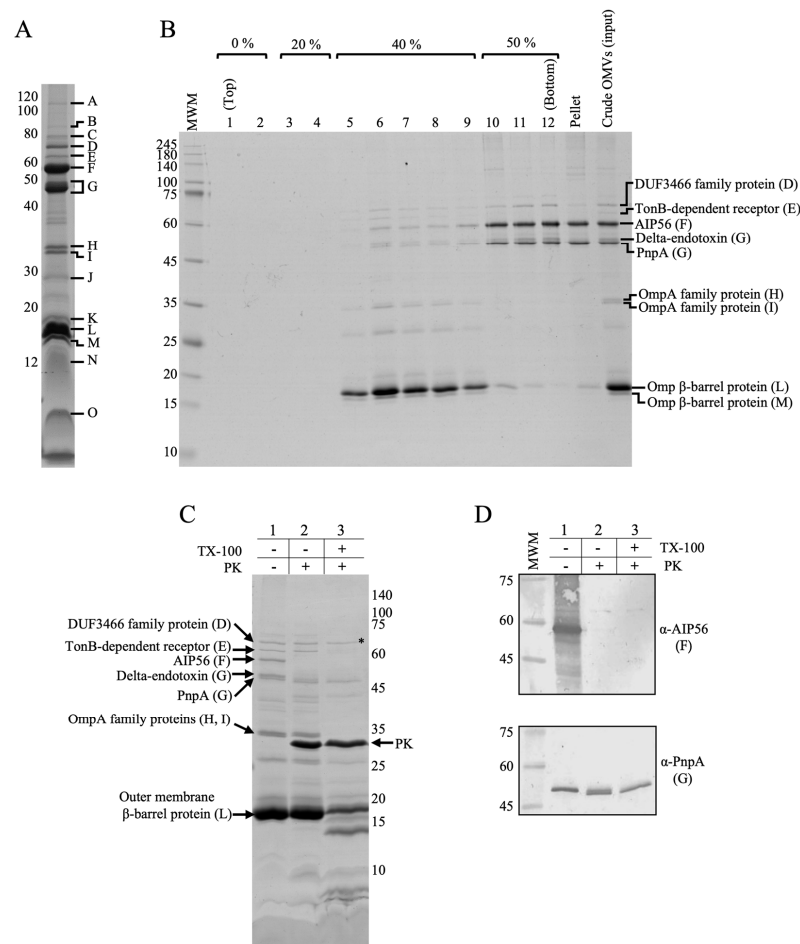 A
120
100
80
60
50
40
30
20
12
A
B
C
D
E
F
G
H
I
J
K
L
M
N
O
B
0 %
20 %
40 %
50 %
MWM
(Top)
1
2
3
4
5
6
7
8
9
10
11
(Bottom)
12
Pellet
Crude OMVs (input)
245
180
140
100
75
60
45
35
25
20
15
10
DUF3466 family protein (D)
TonB-dependent receptor (E)
AIP56 (F)
Delta-endotoxin (G)
PnpA (G)
OmpA family protein (H)
OmpA family protein (I)
Omp β-barrel protein (L)
Omp β-barrel protein (M)
C
1 2 3
- - + TX-100
- + + PK
DUF3466 family protein (D)
TonB-dependent receptor (E)
AIP56 (F)
Delta-endotoxin (G)
PnpA (G)
OmpA family proteins (H, I)
Outer membrane
β-barrel protein (L)
140
100
75
*
60
45
35
PK
25
20
15
10
D
MWM
1 2 3
- - + TX-100
- + + PK
75
60
45
α-AIP56
(F)
75
60
45
α-PnpA
(G)